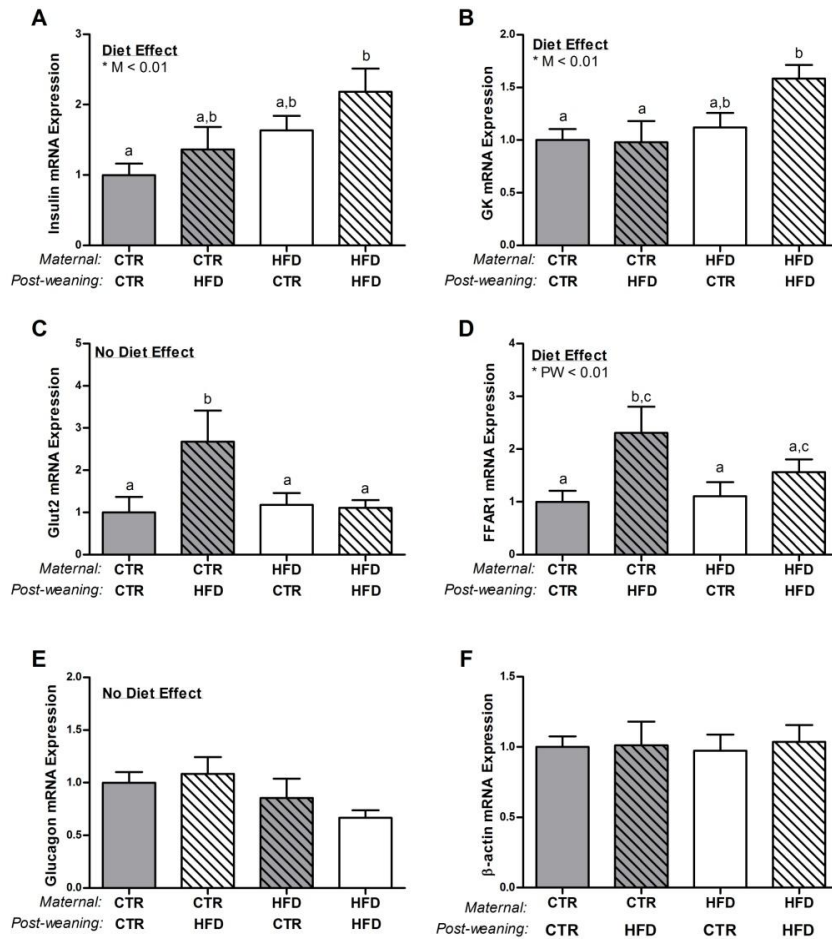 A
Insulin mRNA Expression
3
2
1
0
Diet Effect
* M < 0.01
a
a,b
a,b
b
Maternal: CTR CTR HFD HFD
Post-weaning: CTR HFD CTR HFD
B
GK mRNA Expression
2.0
1.5
1.0
0.5
0.0
Diet Effect
* M < 0.01
a
a
a,b
b
CTR CTR HFD HFD
CTR HFD CTR HFD
C
Glut2 mRNA Expression
5
4
3
2
1
0
No Diet Effect
a
b
a
a
Maternal: CTR CTR HFD HFD
Post-weaning: CTR HFD CTR HFD
D
FFAR1 mRNA Expression
4
3
2
1
0
Diet Effect
* PW < 0.01
a
b,c
a
a,c
Maternal: CTR CTR HFD HFD
Post-weaning: CTR HFD CTR HFD
E
Glucagon mRNA Expression
2.0
1.5
1.0
0.5
0.0
No Diet Effect
Maternal: CTR CTR HFD HFD
Post-weaning: CTR HFD CTR HFD
F
β-actin mRNA Expression
1.5
1.0
0.5
0.0
Maternal: CTR CTR HFD HFD
Post-weaning: CTR HFD CTR HFD